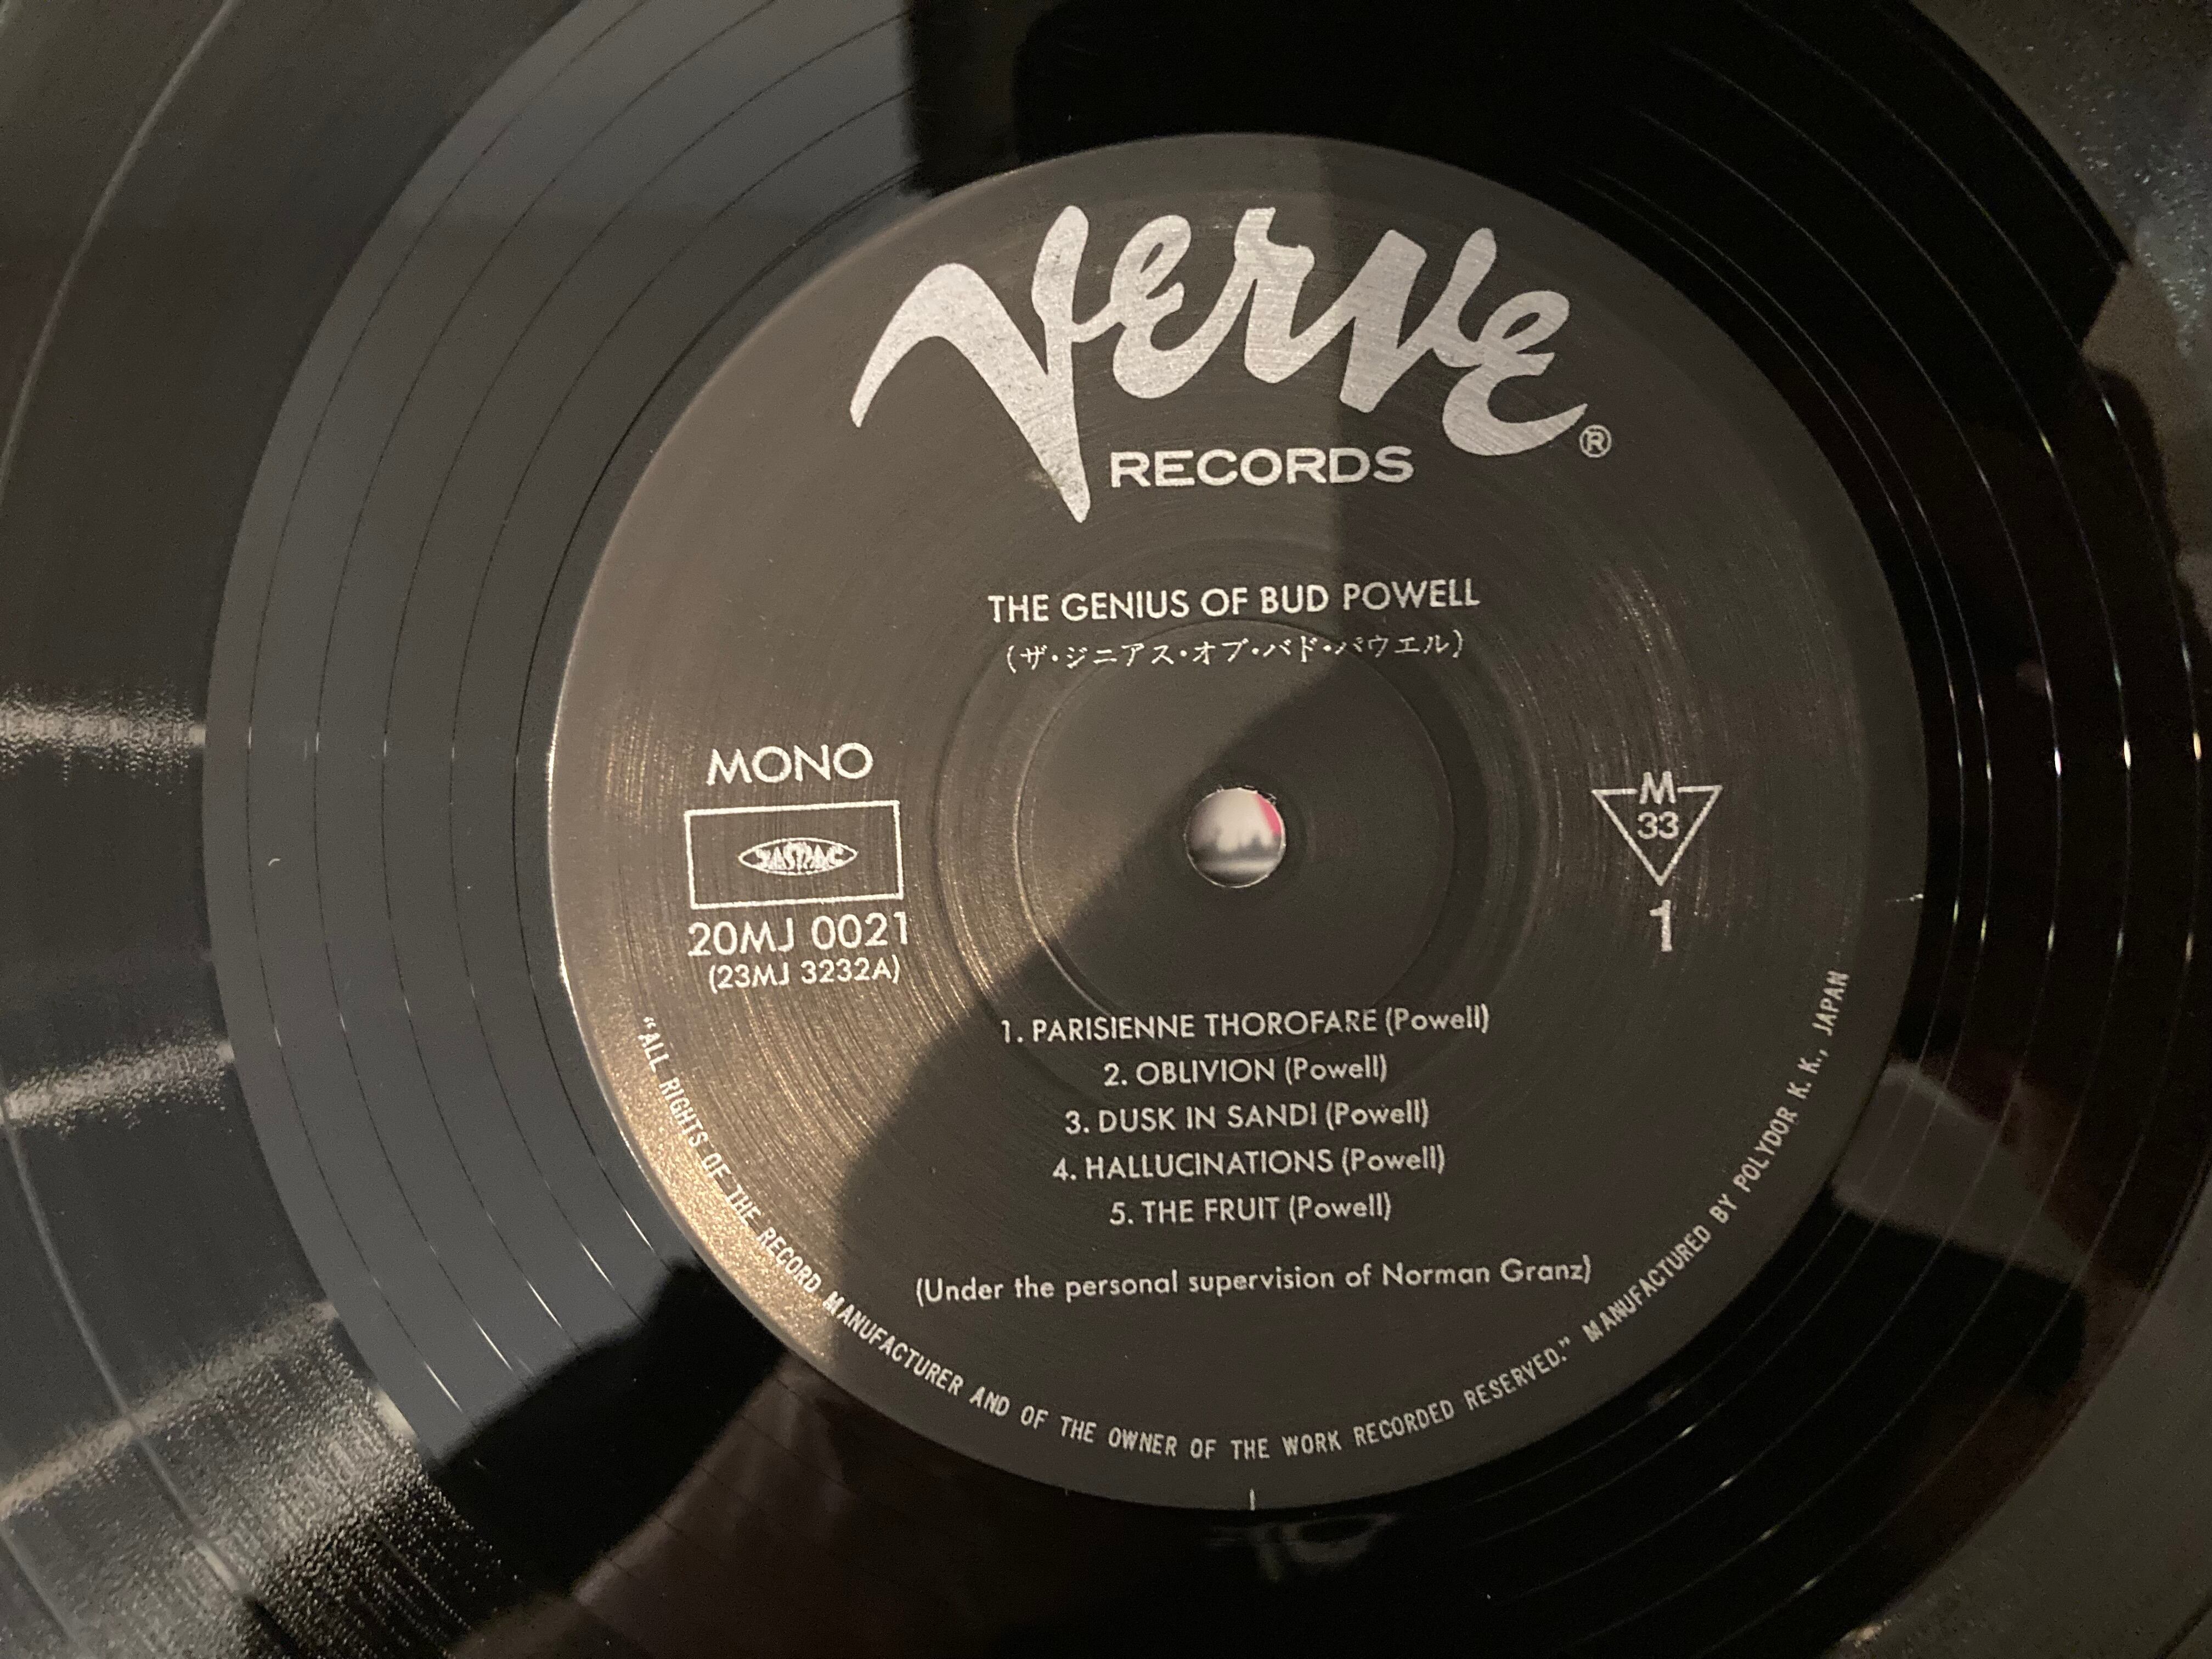 Verve®
RECORDS
THE GENIUS OF BUD POWELL
(ザ・ジニアス・オブ・バド・パウエル)
MONO
20MJ 0021
(23MJ 3232A)
M
33
1
1. PARISIENNE THOROFARE (Powell)
2. OBLIVION (Powell)
3. DUSK IN SANDI (Powell)
4. HALLUCINATIONS (Powell)
5. THE FRUIT (Powell)
(Under the personal supervision of Norman Granz)
"ALL RIGHTS OF THE RECORD MANUFACTURER AND OF THE OWNER OF THE WORK RECORDED RESERVED." MANUFACTURED BY POLYDOR K. K., JAPAN